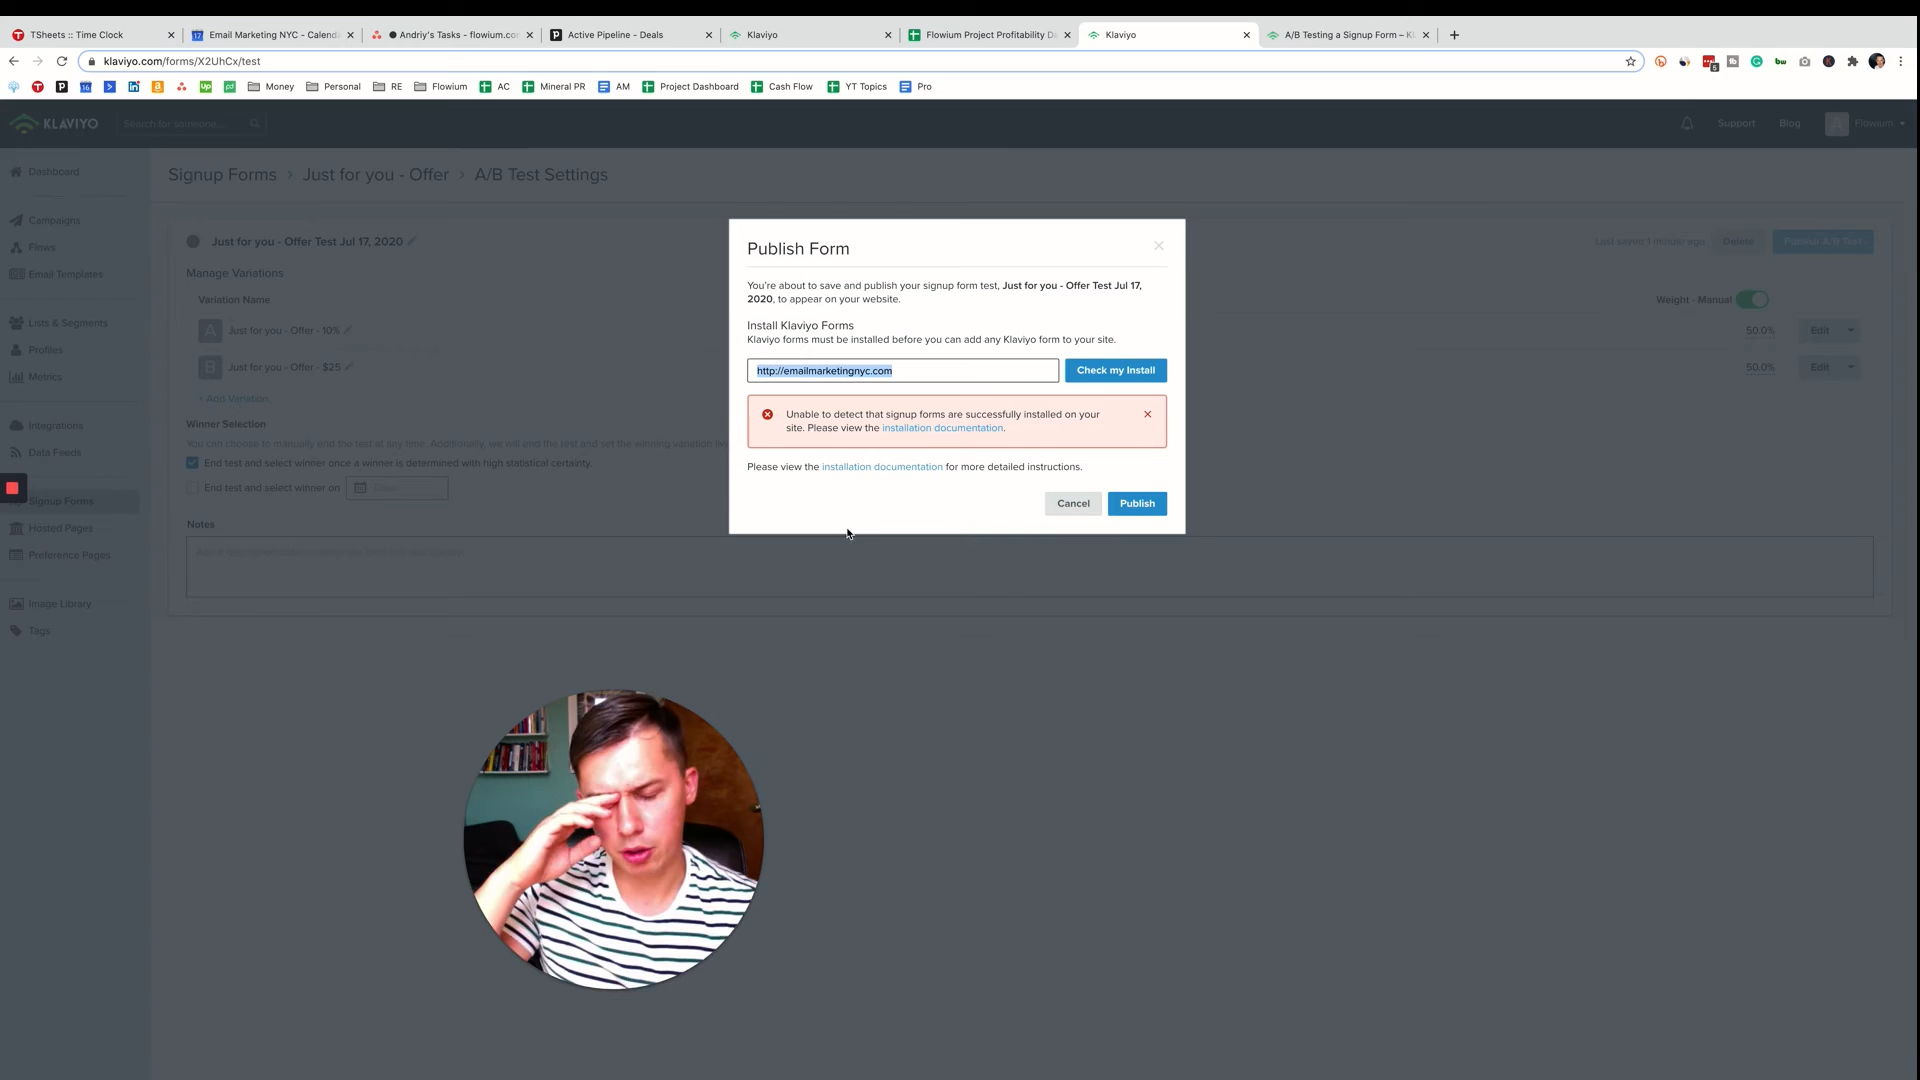 TSheets :: Time Clock
Email Marketing NYC - Calend
Andriy's Tasks - flowium.co
Active Pipeline - Deals
Klaviyo
Flowium Project Profitability D
Klaviyo
A/B Testing a Signup Form – K
klaviyo.com/forms/X2UhCx/test
Money
Personal
RE
Flowium
AC
Mineral PR
AM
Project Dashboard
Cash Flow
YT Topics
Pro
KLAVIYO
Search for someone...
Support
Blog
Flowium
Dashboard
Campaigns
Flows
Email Templates
Lists & Segments
Profiles
Metrics
Integrations
Data Feeds
Signup Forms
Hosted Pages
Preference Pages
Image Library
Tags
Signup Forms › Just for you - Offer › A/B Test Settings
Just for you - Offer Test Jul 17, 2020
Last saved 1 minute ago
Delete
Publish A/B Test
Manage Variations
Variation Name
Weight - Manual
A Just for you - Offer - 10%
50.0%
Edit
B Just for you - Offer - $25
50.0%
Edit
+ Add Variation
Winner Selection
You can choose to manually end the test at any time. Additionally, we will end the test and set the winning variation live
End test and select winner once a winner is determined with high statistical certainty.
End test and select winner on
Date
Notes
Publish Form
You're about to save and publish your signup form test, Just for you - Offer Test Jul 17,
2020, to appear on your website.
Install Klaviyo Forms
Klaviyo forms must be installed before you can add any Klaviyo form to your site.
http://emailmarketingnyc.com
Check my Install
Unable to detect that signup forms are successfully installed on your
site. Please view the installation documentation.
Please view the installation documentation for more detailed instructions.
Cancel
Publish